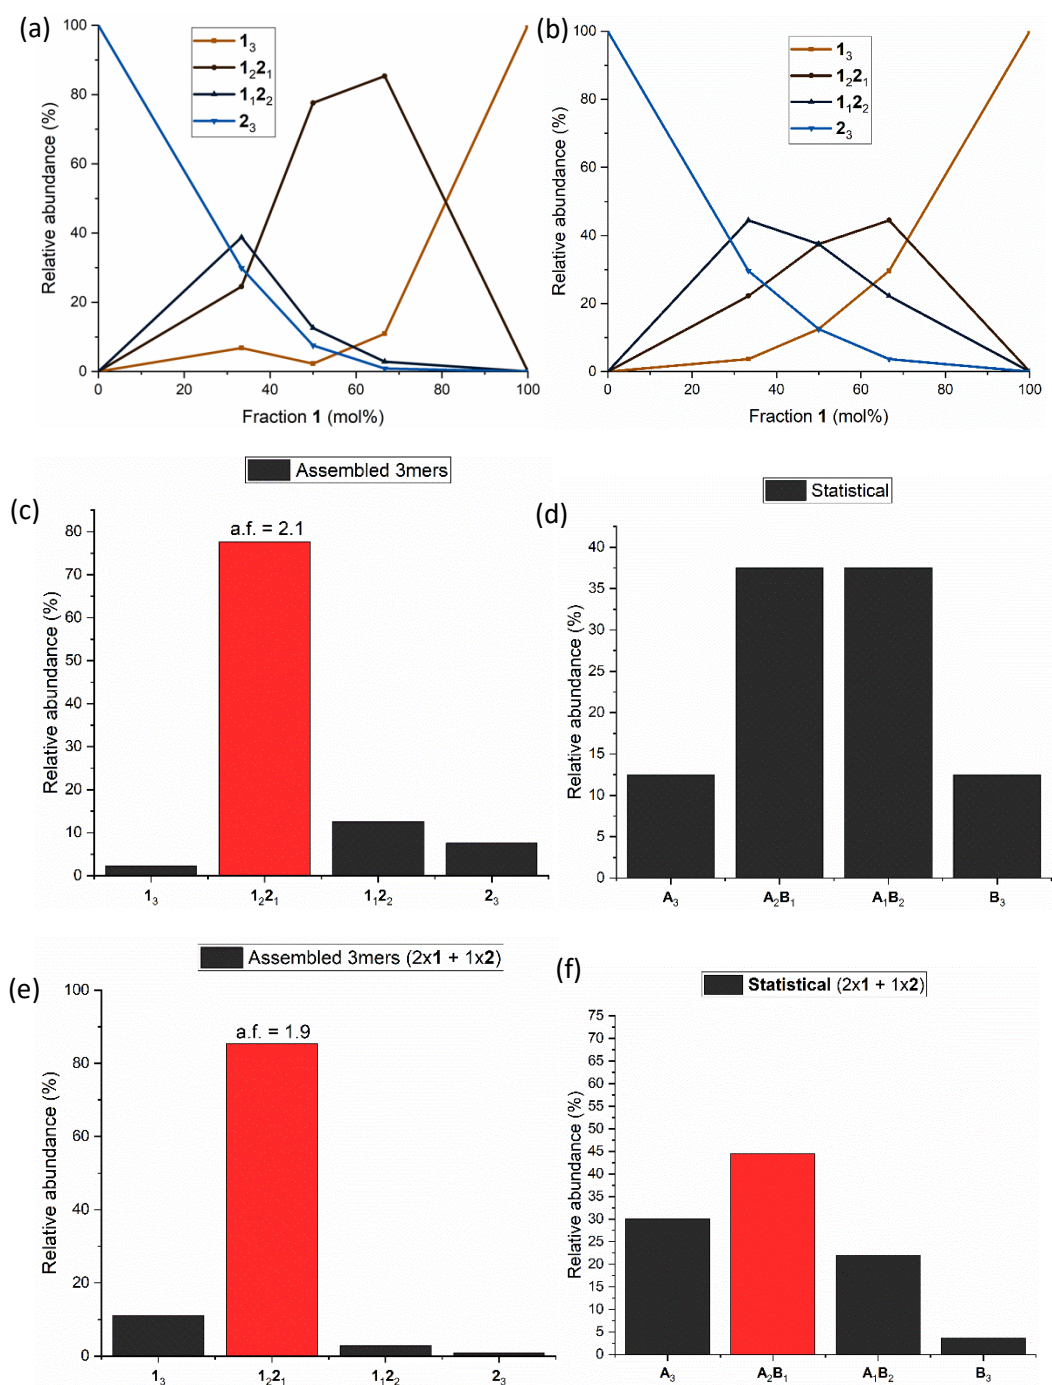 (a)
1₃
1₂2₁
1₁2₂
2₃
100
80
60
40
20
0
Relative abundance (%)
0 20 40 60 80 100
Fraction 1 (mol%)
(b)
1₃
1₂2₁
1₁2₂
2₃
100
80
60
40
20
0
Relative abundance (%)
0 20 40 60 80 100
Fraction 1 (mol%)
(c)
Assembled 3mers
a.f. = 2.1
80
70
60
50
40
30
20
10
0
Relative abundance (%)
1₃ 1₂2₁ 1₁2₂ 2₃
(d)
Statistical
40
35
30
25
20
15
10
5
0
Relative abundance (%)
A₃ A₂B₁ A₁B₂ B₃
(e)
Assembled 3mers (2x1 + 1x2)
a.f. = 1.9
100
80
60
40
20
0
Relative abundance (%)
1₃ 1₂2₁ 1₁2₂ 2₃
(f)
Statistical (2x1 + 1x2)
75
70
65
60
55
50
45
40
35
30
25
20
15
10
5
0
Relative abundance (%)
A₃ A₂B₁ A₁B₂ B₃